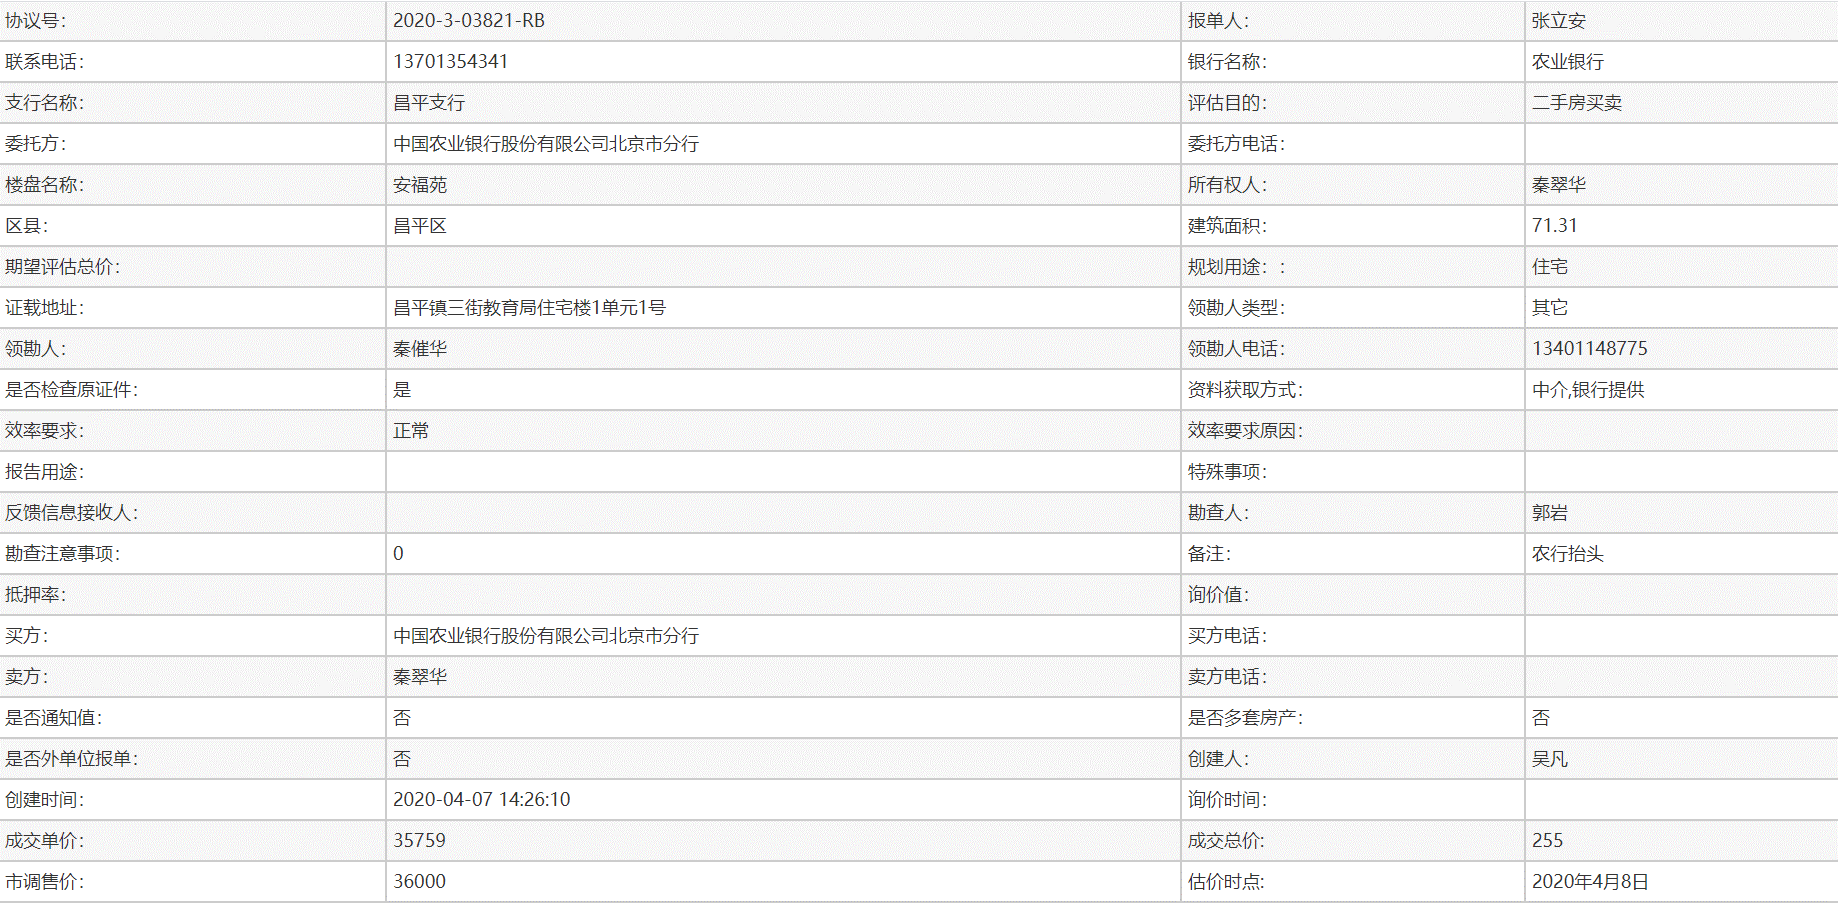 协议号： 2020-3-03821-RB 报单人： 张立安
联系电话： 13701354341 银行名称： 农业银行
支行名称： 昌平支行 评估目的： 二手房买卖
委托方： 中国农业银行股份有限公司北京市分行 委托方电话：
楼盘名称： 安福苑 所有权人： 秦翠华
区县： 昌平区 建筑面积： 71.31
期望评估总价： 规划用途：： 住宅
证载地址： 昌平镇三街教育局住宅楼1单元1号 领勘人类型： 其它
领勘人： 秦催华 领勘人电话： 13401148775
是否检查原证件： 是 资料获取方式： 中介,银行提供
效率要求： 正常 效率要求原因：
报告用途： 特殊事项：
反馈信息接收人： 勘查人： 郭岩
勘查注意事项： 0 备注： 农行抬头
抵押率： 询价值：
买方： 中国农业银行股份有限公司北京市分行 买方电话：
卖方： 秦翠华 卖方电话：
是否通知值： 否 是否多套房产： 否
是否外单位报单： 否 创建人： 吴凡
创建时间： 2020-04-07 14:26:10 询价时间：
成交单价： 35759 成交总价: 255
市调售价： 36000 估价时点: 2020年4月8日